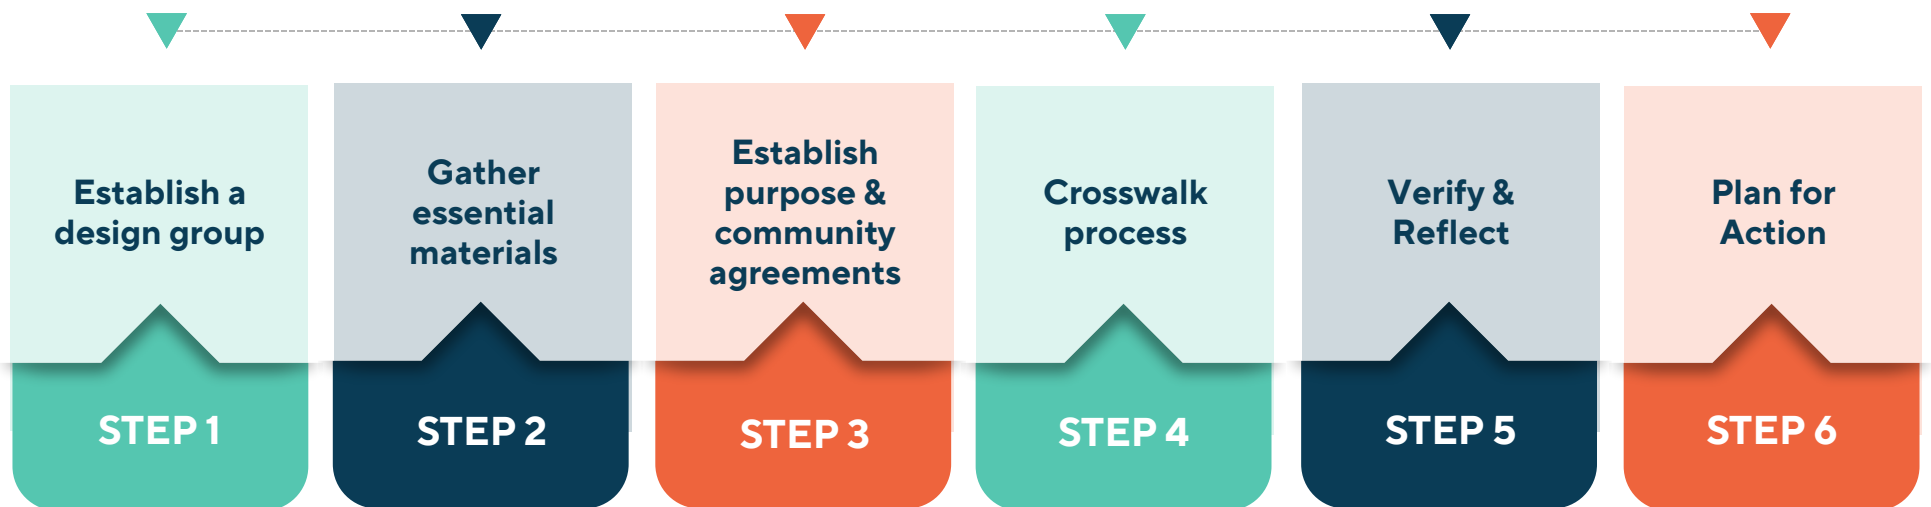 Establish a
design group
STEP 1
Gather
essential
materials
STEP 2
Establish
purpose &
community
agreements
STEP 3
Crosswalk
process
STEP 4
Verify &
Reflect
STEP 5
Plan for
Action
STEP 6